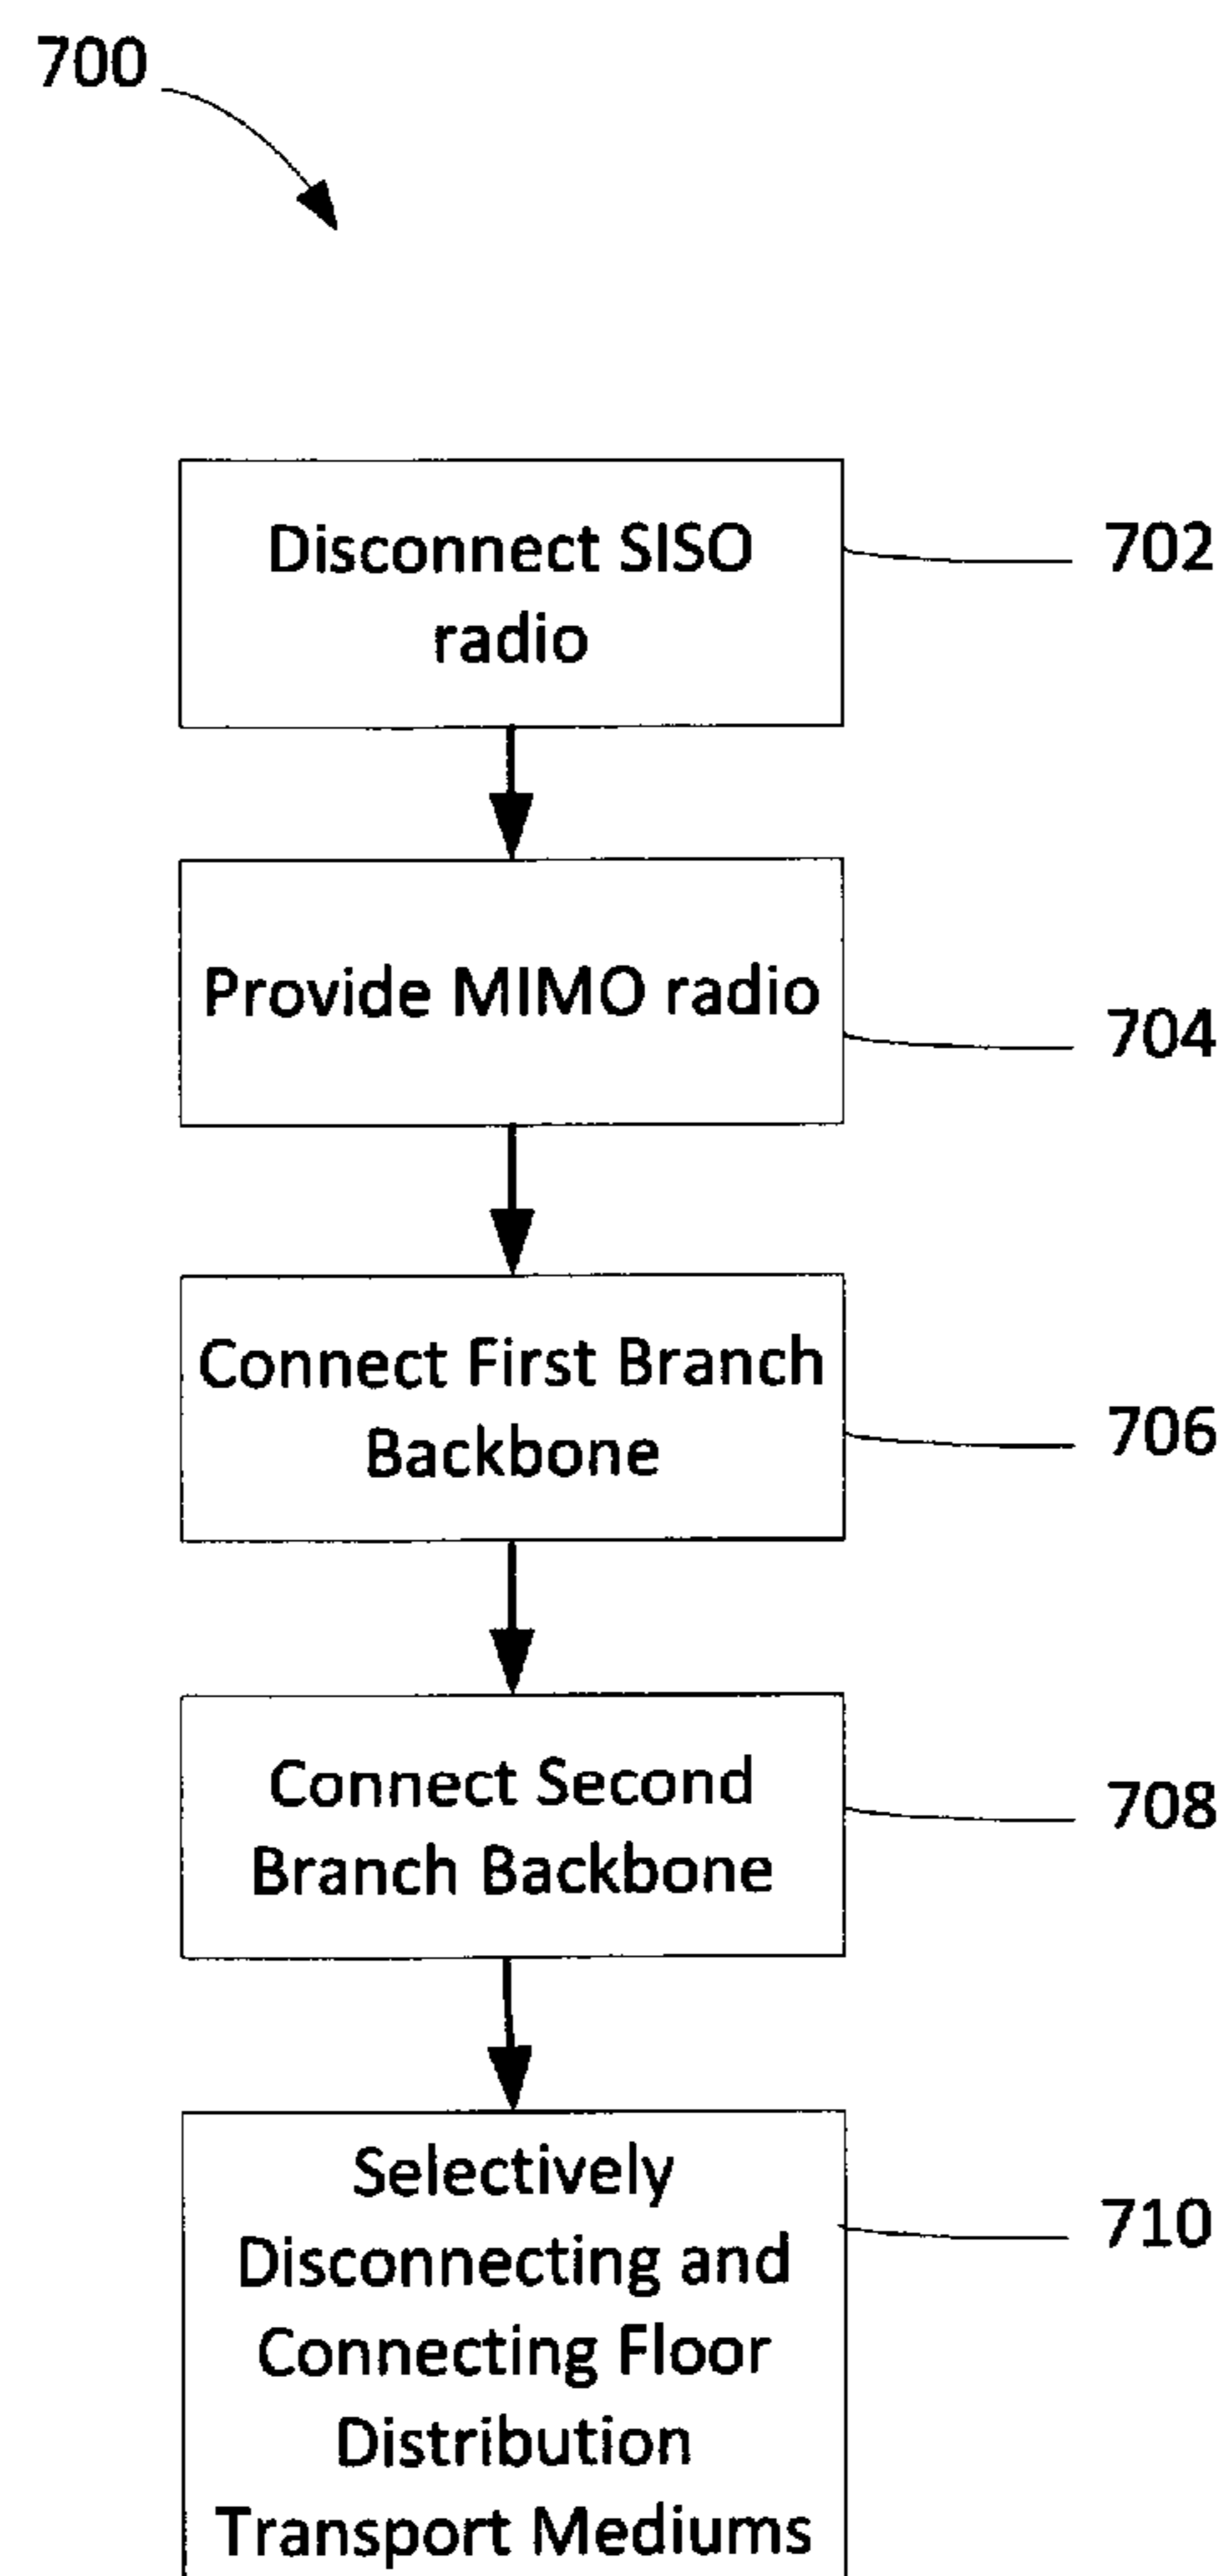 700
Disconnect SISO
radio
702
Provide MIMO radio
704
Connect First Branch
Backbone
706
Connect Second
Branch Backbone
708
Selectively
Disconnecting and
Connecting Floor
Distribution
Transport Mediums
710